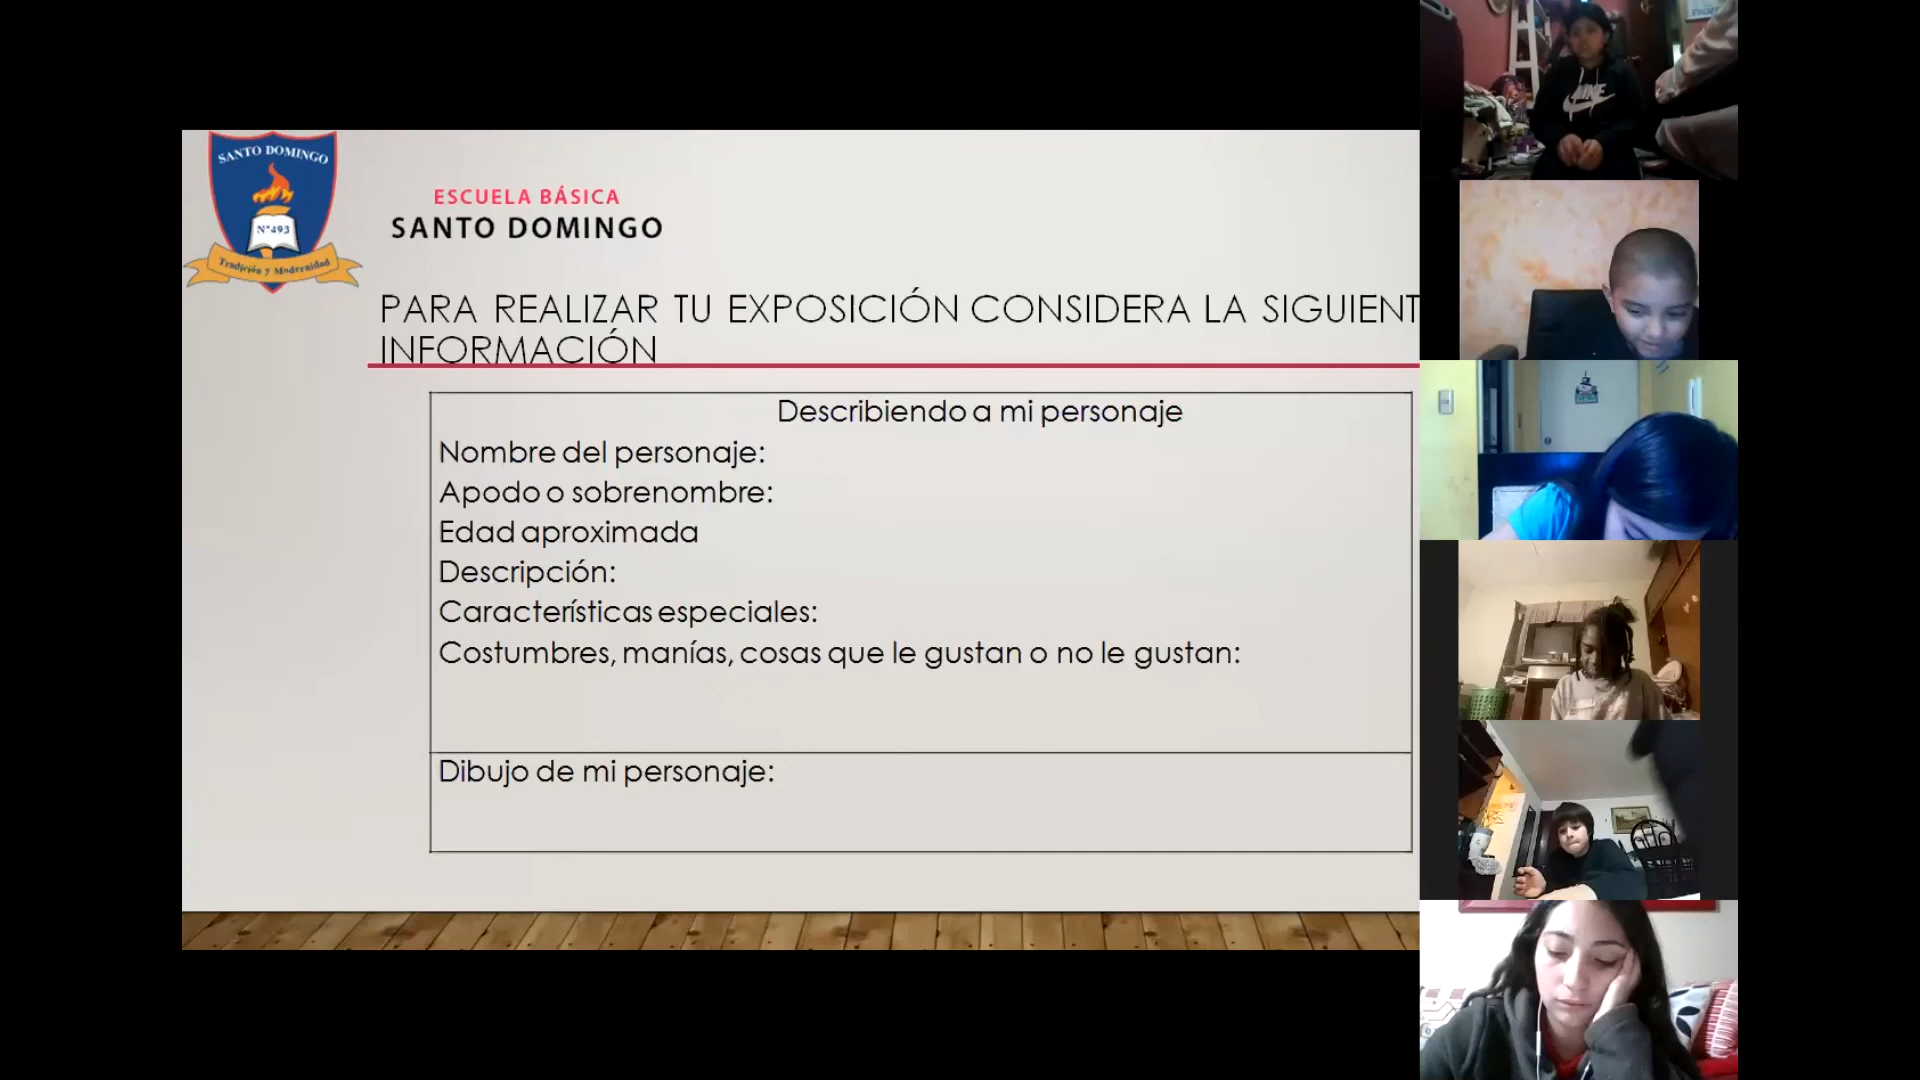 SANTO DOMINGO
N°493
Tradición y Modernidad
ESCUELA BÁSICA
SANTO DOMINGO
PARA REALIZAR TU EXPOSICIÓN CONSIDERA LA SIGUIENT
INFORMACIÓN
Describiendo a mi personaje
Nombre del personaje:
Apodo o sobrenombre:
Edad aproximada
Descripción:
Características especiales:
Costumbres, manías, cosas que le gustan o no le gustan:
Dibujo de mi personaje:
NIKE